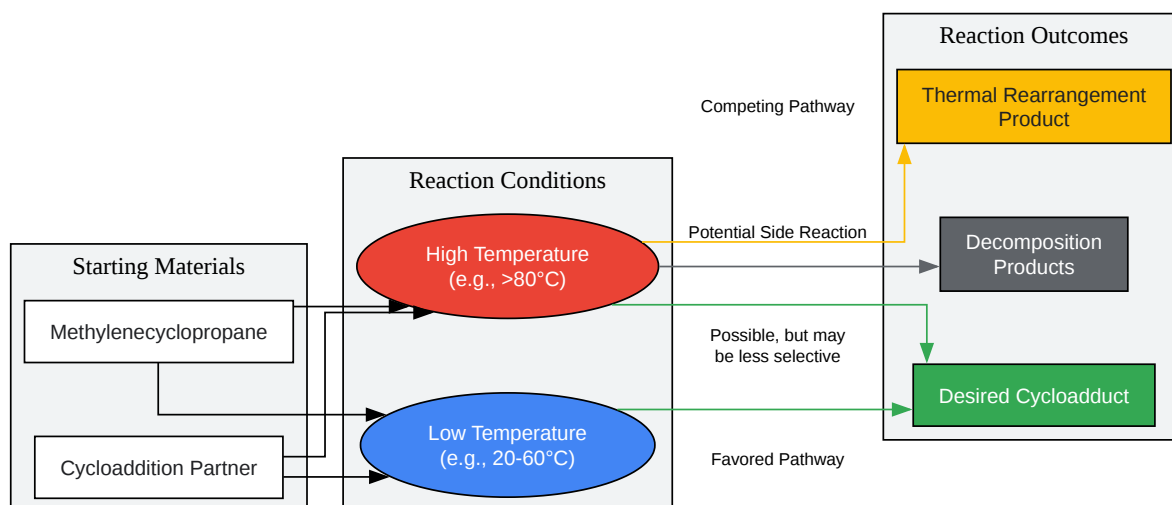 Starting Materials
Methylenecyclopropane
Cycloaddition Partner
Reaction Conditions
High Temperature
(e.g., >80°C)
Low Temperature
(e.g., 20-60°C)
Competing Pathway
Potential Side Reaction
Possible, but may
be less selective
Favored Pathway
Reaction Outcomes
Thermal Rearrangement
Product
Decomposition
Products
Desired Cycloadduct